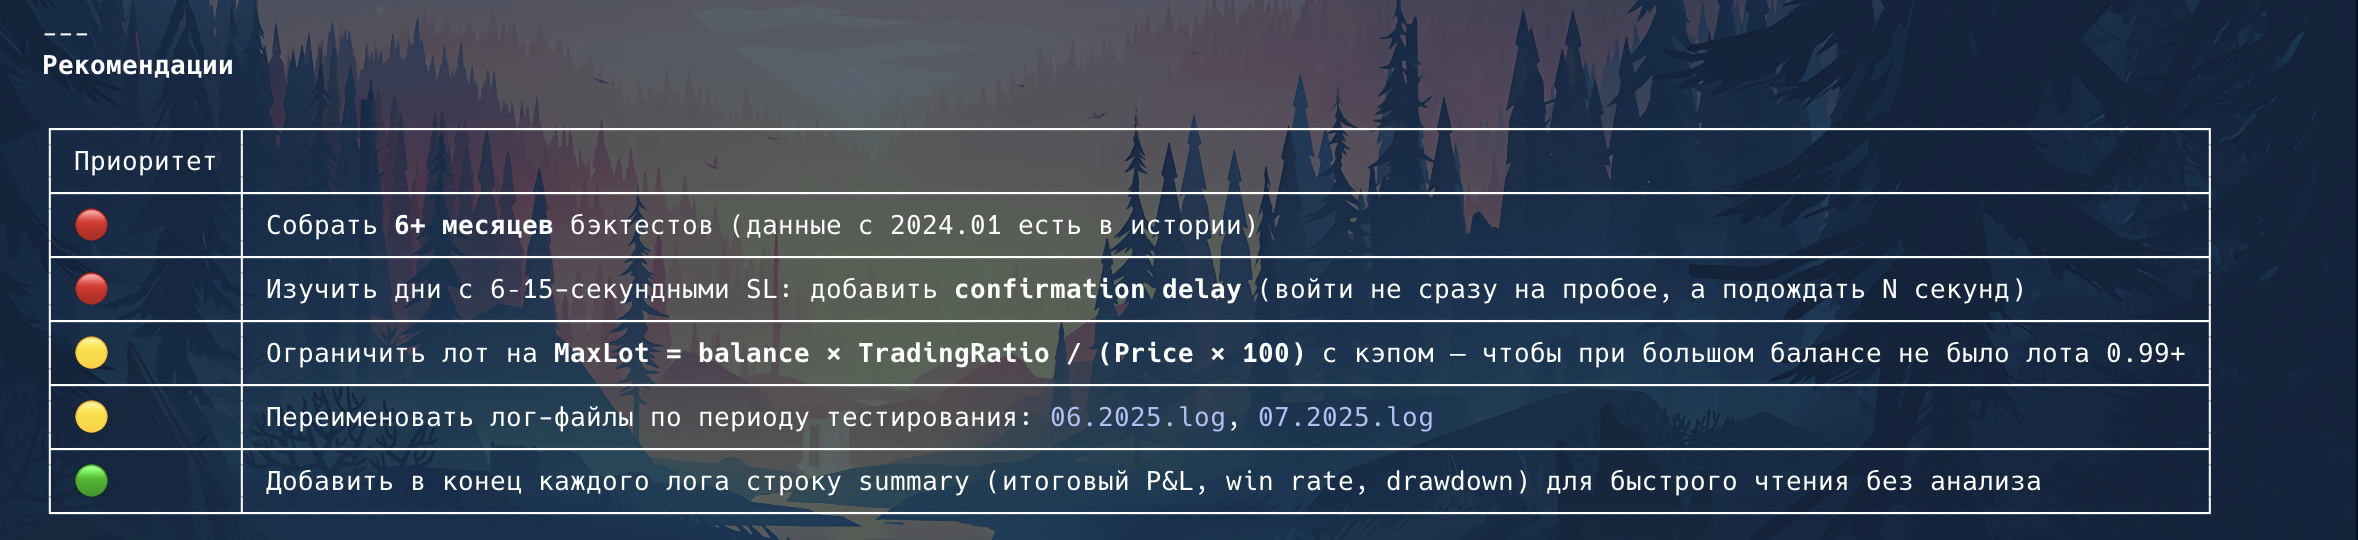 ---
Рекомендации
Приоритет
Собрать 6+ месяцев бэктестов (данные с 2024.01 есть в истории)
Изучить дни с 6-15-секундными SL: добавить confirmation delay (войти не сразу на пробое, а подождать N секунд)
Ограничить лот на MaxLot = balance × TradingRatio / (Price × 100) с кэпом — чтобы при большом балансе не было лота 0.99+
Переименовать лог-файлы по периоду тестирования: 06.2025.log, 07.2025.log
Добавить в конец каждого лога строку summary (итоговый P&L, win rate, drawdown) для быстрого чтения без анализа